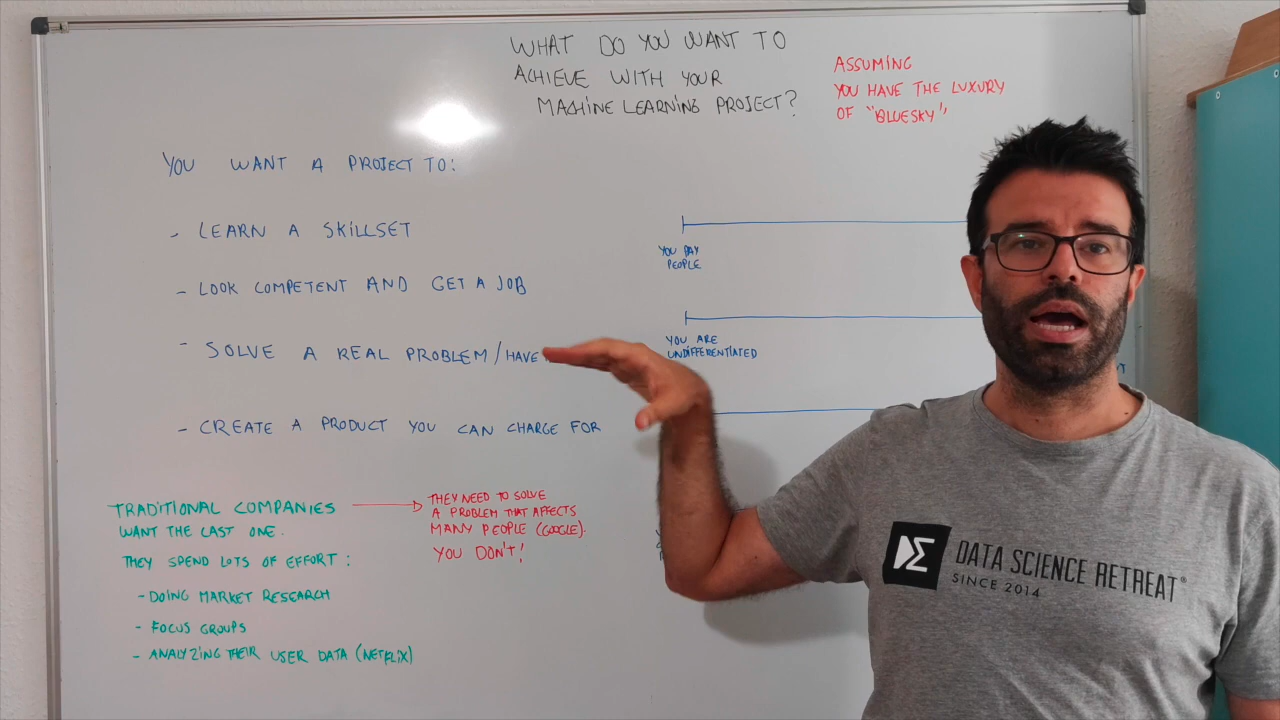 WHAT DO YOU WANT TO
ACHIEVE WITH YOUR
MACHINE LEARNING PROJECT?
ASSUMING
YOU HAVE THE LUXURY
OF "BLUESKY"
YOU WANT A PROJECT TO:
- LEARN A SKILLSET
- LOOK COMPETENT AND GET A JOB
- SOLVE A REAL PROBLEM/HAVE
- CREATE A PRODUCT YOU CAN CHARGE FOR
YOU PAY
PEOPLE
YOU ARE
UNDIFFERENTIATED
TRADITIONAL COMPANIES
WANT THE LAST ONE.
THEY SPEND LOTS OF EFFORT:
- DOING MARKET RESEARCH
- FOCUS GROUPS
- ANALYZING THEIR USER DATA (NETFLIX)
THEY NEED TO SOLVE
A PROBLEM THAT AFFECTS
MANY PEOPLE (GOOGLE).
YOU DON'T!
DATA SCIENCE RETREAT®
SINCE 2014